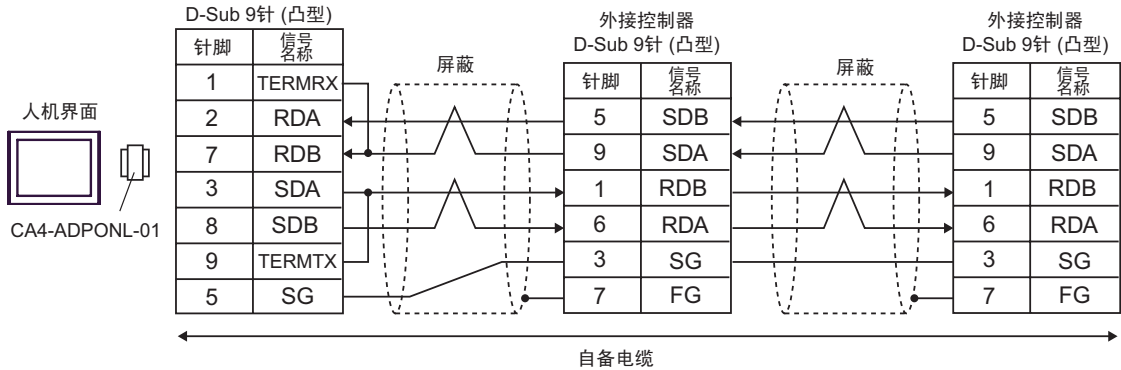 D-Sub 9针 (凸型)
针脚 信号名称
1 TERMRX
2 RDA
7 RDB
3 SDA
8 SDB
9 TERMTX
5 SG
人机界面
CA4-ADPONL-01
屏蔽
外接控制器
D-Sub 9针 (凸型)
针脚 信号名称
5 SDB
9 SDA
1 RDB
6 RDA
3 SG
7 FG
屏蔽
外接控制器
D-Sub 9针 (凸型)
针脚 信号名称
5 SDB
9 SDA
1 RDB
6 RDA
3 SG
7 FG
自备电缆